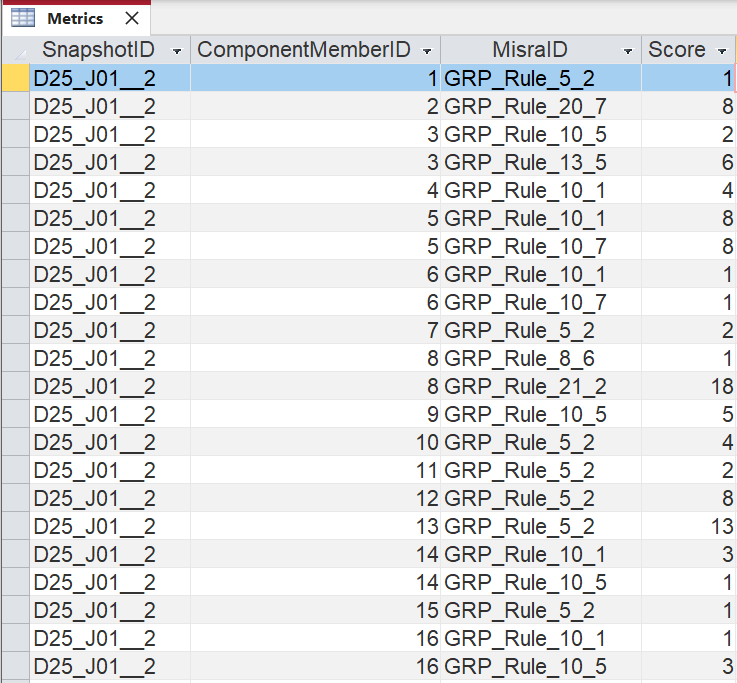 Metrics
SnapshotID ComponentMemberID MisraID Score
D25_J01__2 1 GRP_Rule_5_2 1
D25_J01__2 2 GRP_Rule_20_7 8
D25_J01__2 3 GRP_Rule_10_5 2
D25_J01__2 3 GRP_Rule_13_5 6
D25_J01__2 4 GRP_Rule_10_1 4
D25_J01__2 5 GRP_Rule_10_1 8
D25_J01__2 5 GRP_Rule_10_7 8
D25_J01__2 6 GRP_Rule_10_1 1
D25_J01__2 6 GRP_Rule_10_7 1
D25_J01__2 7 GRP_Rule_5_2 2
D25_J01__2 8 GRP_Rule_8_6 1
D25_J01__2 8 GRP_Rule_21_2 18
D25_J01__2 9 GRP_Rule_10_5 5
D25_J01__2 10 GRP_Rule_5_2 4
D25_J01__2 11 GRP_Rule_5_2 2
D25_J01__2 12 GRP_Rule_5_2 8
D25_J01__2 13 GRP_Rule_5_2 13
D25_J01__2 14 GRP_Rule_10_1 3
D25_J01__2 14 GRP_Rule_10_5 1
D25_J01__2 15 GRP_Rule_5_2 1
D25_J01__2 16 GRP_Rule_10_1 1
D25_J01__2 16 GRP_Rule_10_5 3